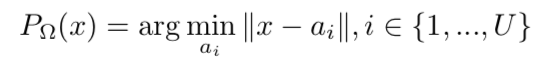 P_Ω(x) = arg min_{a_i} ‖x − a_i‖, i ∈ {1, ..., U}